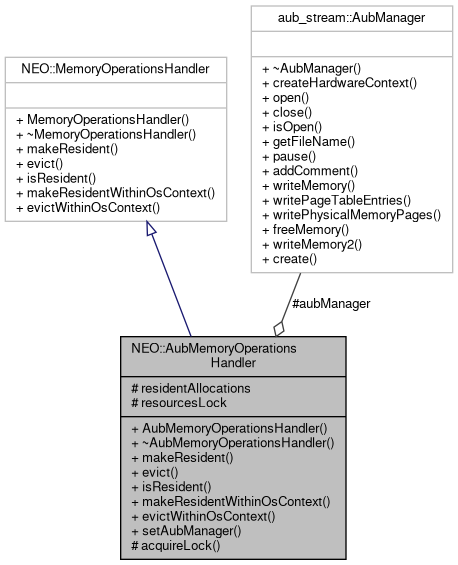 aub_stream::AubManager
+ ~AubManager()
+ createHardwareContext()
+ open()
+ close()
+ isOpen()
+ getFileName()
+ pause()
+ addComment()
+ writeMemory()
+ writePageTableEntries()
+ writePhysicalMemoryPages()
+ freeMemory()
+ writeMemory2()
+ create()
NEO::MemoryOperationsHandler
+ MemoryOperationsHandler()
+ ~MemoryOperationsHandler()
+ makeResident()
+ evict()
+ isResident()
+ makeResidentWithinOsContext()
+ evictWithinOsContext()
#aubManager
NEO::AubMemoryOperations
Handler
# residentAllocations
# resourcesLock
+ AubMemoryOperationsHandler()
+ ~AubMemoryOperationsHandler()
+ makeResident()
+ evict()
+ isResident()
+ makeResidentWithinOsContext()
+ evictWithinOsContext()
+ setAubManager()
# acquireLock()